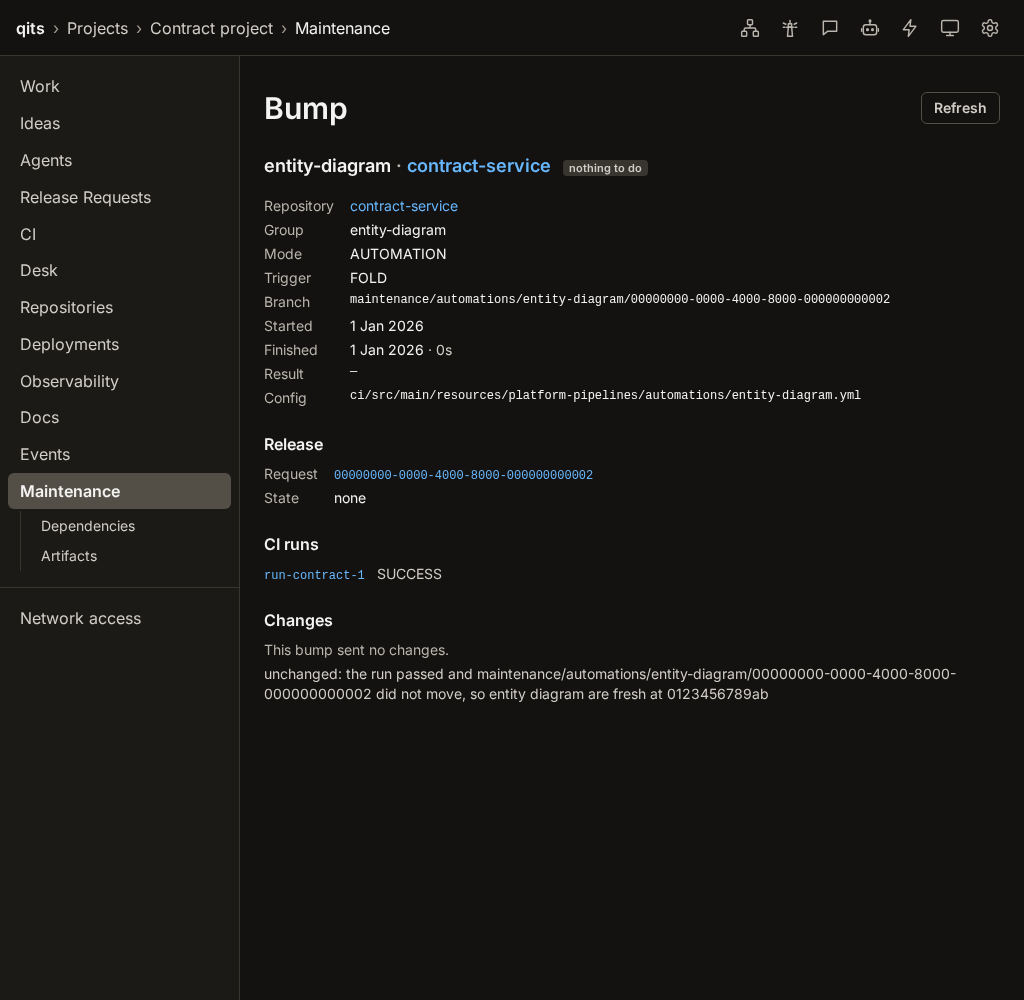 qits › Projects › Contract project › Maintenance
Work
Ideas
Agents
Release Requests
CI
Desk
Repositories
Deployments
Observability
Docs
Events
Maintenance
Dependencies
Artifacts
Network access
Bump
Refresh
entity-diagram · contract-service nothing to do
Repository contract-service
Group entity-diagram
Mode AUTOMATION
Trigger FOLD
Branch maintenance/automations/entity-diagram/00000000-0000-4000-8000-000000000002
Started 1 Jan 2026
Finished 1 Jan 2026 · 0s
Result —
Config ci/src/main/resources/platform-pipelines/automations/entity-diagram.yml
Release
Request 00000000-0000-4000-8000-000000000002
State none
CI runs
run-contract-1 SUCCESS
Changes
This bump sent no changes.
unchanged: the run passed and maintenance/automations/entity-diagram/00000000-0000-4000-8000-
000000000002 did not move, so entity diagram are fresh at 0123456789ab